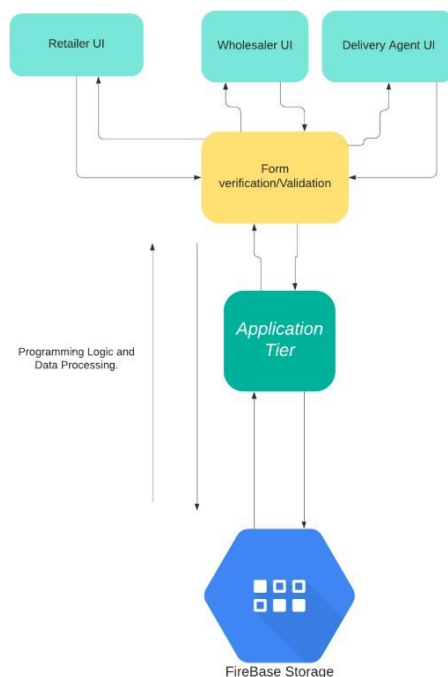 Retailer UI
Wholesaler UI
Delivery Agent UI
Form
verification/Validation
Application
Tier
Programming Logic and
Data Processing.
FireBase Storage